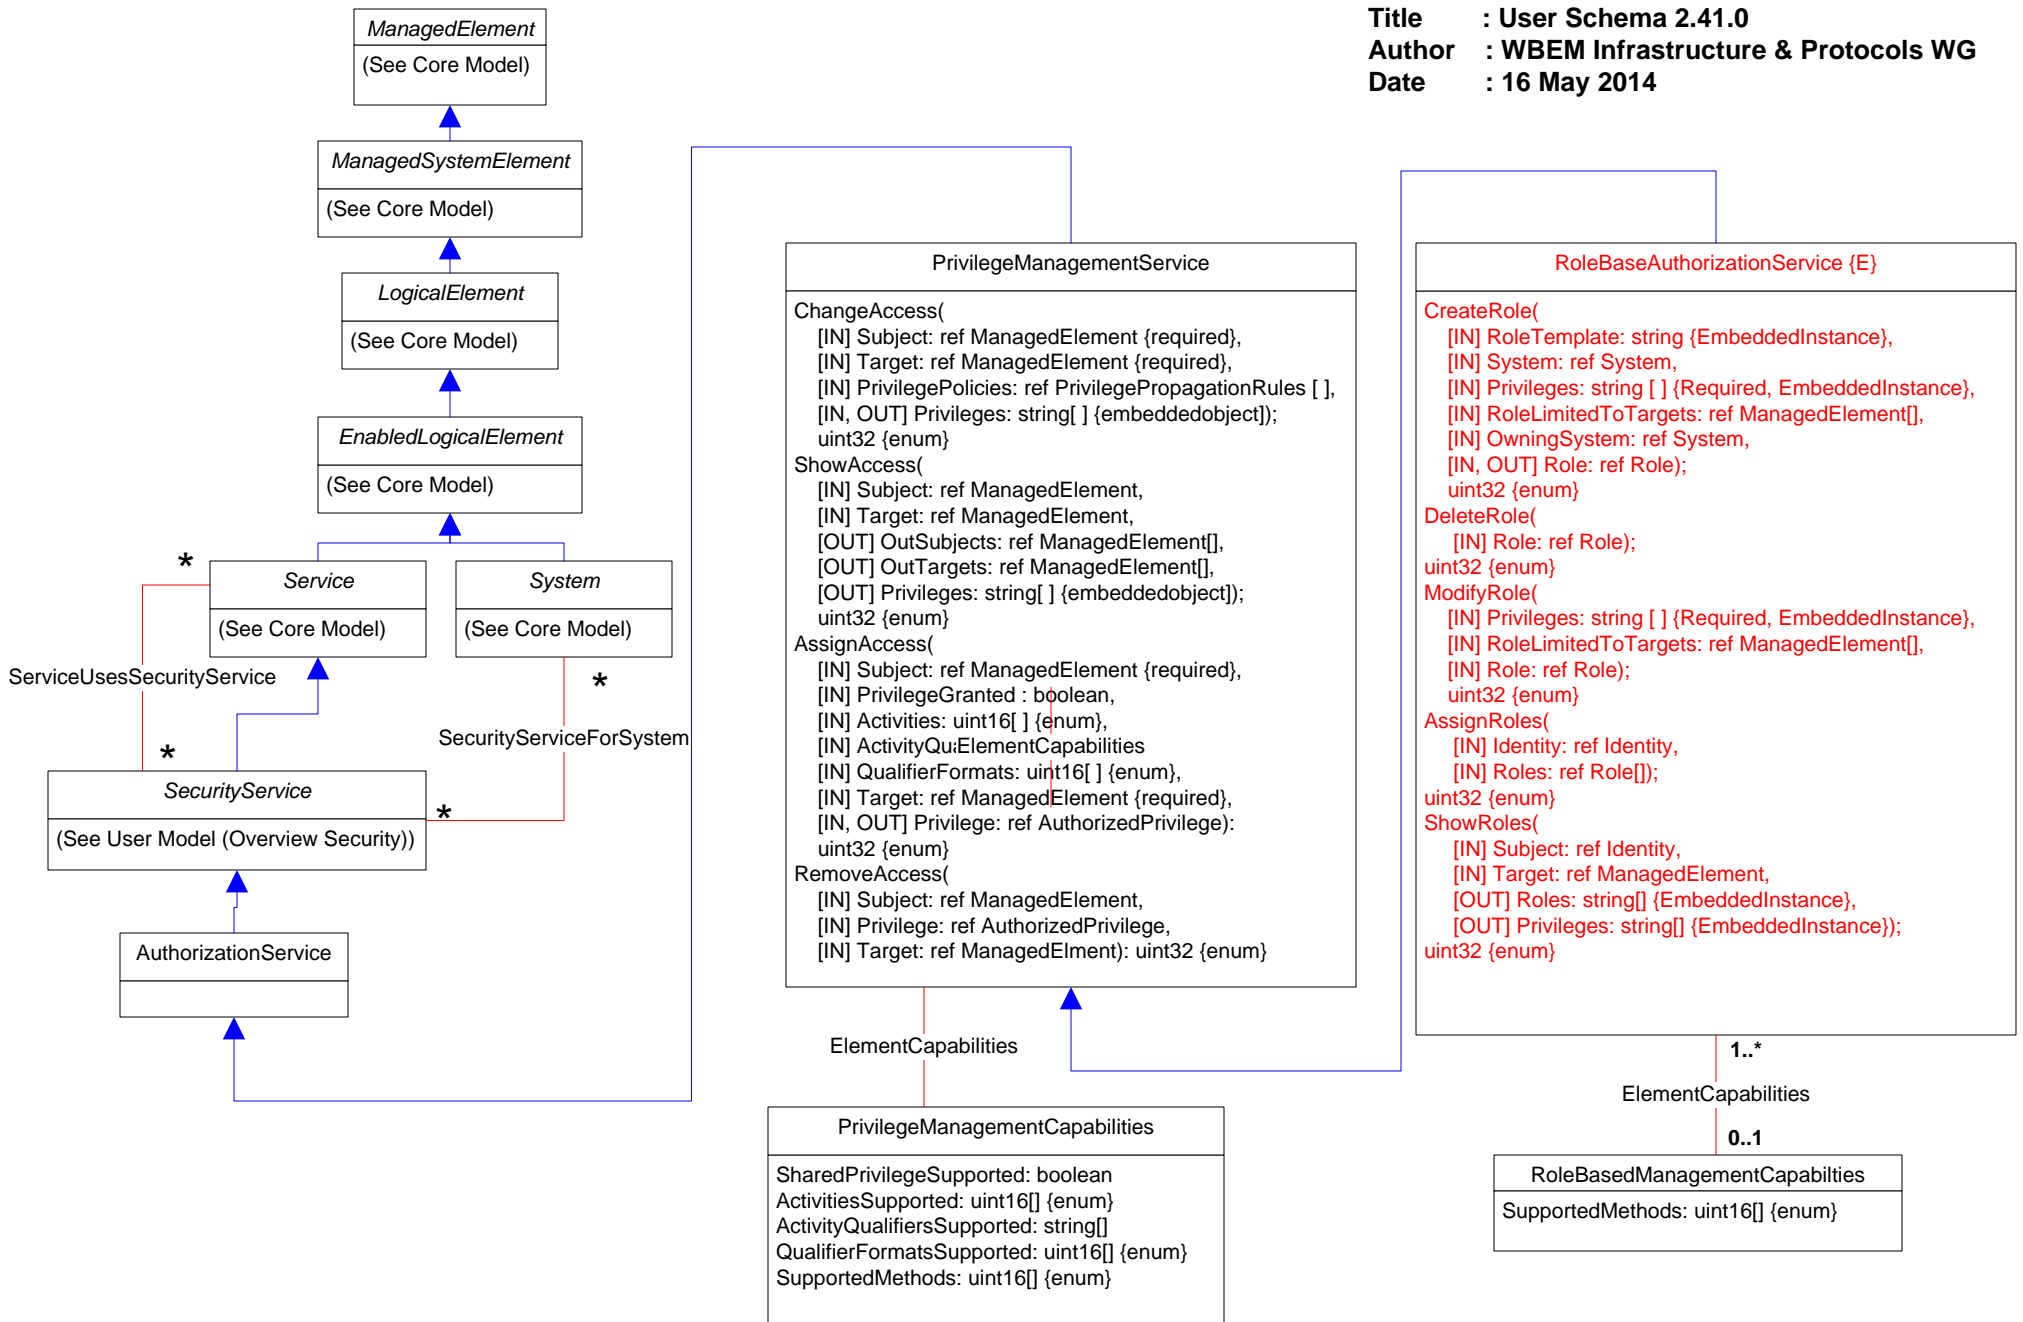 Title : User Schema 2.41.0
Author : WBEM Infrastructure & Protocols WG
Date : 16 May 2014
ManagedElement
(See Core Model)
ManagedSystemElement
(See Core Model)
LogicalElement
(See Core Model)
EnabledLogicalElement
(See Core Model)
*
Service
(See Core Model)
System
(See Core Model)
ServiceUsesSecurityService
*
SecurityServiceForSystem
*
SecurityService
*
(See User Model (Overview Security))
AuthorizationService
PrivilegeManagementService
ChangeAccess(
[IN] Subject: ref ManagedElement {required},
[IN] Target: ref ManagedElement {required},
[IN] PrivilegePolicies: ref PrivilegePropagationRules [ ],
[IN, OUT] Privileges: string[ ] {embeddedobject]);
uint32 {enum}
ShowAccess(
[IN] Subject: ref ManagedElement,
[IN] Target: ref ManagedElement,
[OUT] OutSubjects: ref ManagedElement[],
[OUT] OutTargets: ref ManagedElement[],
[OUT] Privileges: string[ ] {embeddedobject]);
uint32 {enum}
AssignAccess(
[IN] Subject: ref ManagedElement {required},
[IN] PrivilegeGranted : boolean,
[IN] Activities: uint16[ ] {enum},
[IN] ElementCapabilities
[IN] QualifierFormats: uint16[ ] {enum},
[IN] Target: ref ManagedElement {required},
[IN, OUT] Privilege: ref AuthorizedPrivilege):
uint32 {enum}
RemoveAccess(
[IN] Subject: ref ManagedElement,
[IN] Privilege: ref AuthorizedPrivilege,
[IN] Target: ref ManagedElment): uint32 {enum}
ElementCapabilities
PrivilegeManagementCapabilities
SharedPrivilegeSupported: boolean
ActivitiesSupported: uint16[] {enum}
ActivityQualifiersSupported: string[]
QualifierFormatsSupported: uint16[] {enum}
SupportedMethods: uint16[] {enum}
RoleBaseAuthorizationService {E}
CreateRole(
[IN] RoleTemplate: string {EmbeddedInstance},
[IN] System: ref System,
[IN] Privileges: string [ ] {Required, EmbeddedInstance},
[IN] RoleLimitedToTargets: ref ManagedElement[],
[IN] OwningSystem: ref System,
[IN, OUT] Role: ref Role);
uint32 {enum}
DeleteRole(
[IN] Role: ref Role);
uint32 {enum}
ModifyRole(
[IN] Privileges: string [ ] {Required, EmbeddedInstance},
[IN] RoleLimitedToTargets: ref ManagedElement[],
[IN] Role: ref Role);
uint32 {enum}
AssignRoles(
[IN] Identity: ref Identity,
[IN] Roles: ref Role[]);
uint32 {enum}
ShowRoles(
[IN] Subject: ref Identity,
[IN] Target: ref ManagedElement,
[OUT] Roles: string[] {EmbeddedInstance},
[OUT] Privileges: string[] {EmbeddedInstance});
uint32 {enum}
1..*
ElementCapabilities
0..1
RoleBasedManagementCapabilties
SupportedMethods: uint16[] {enum}